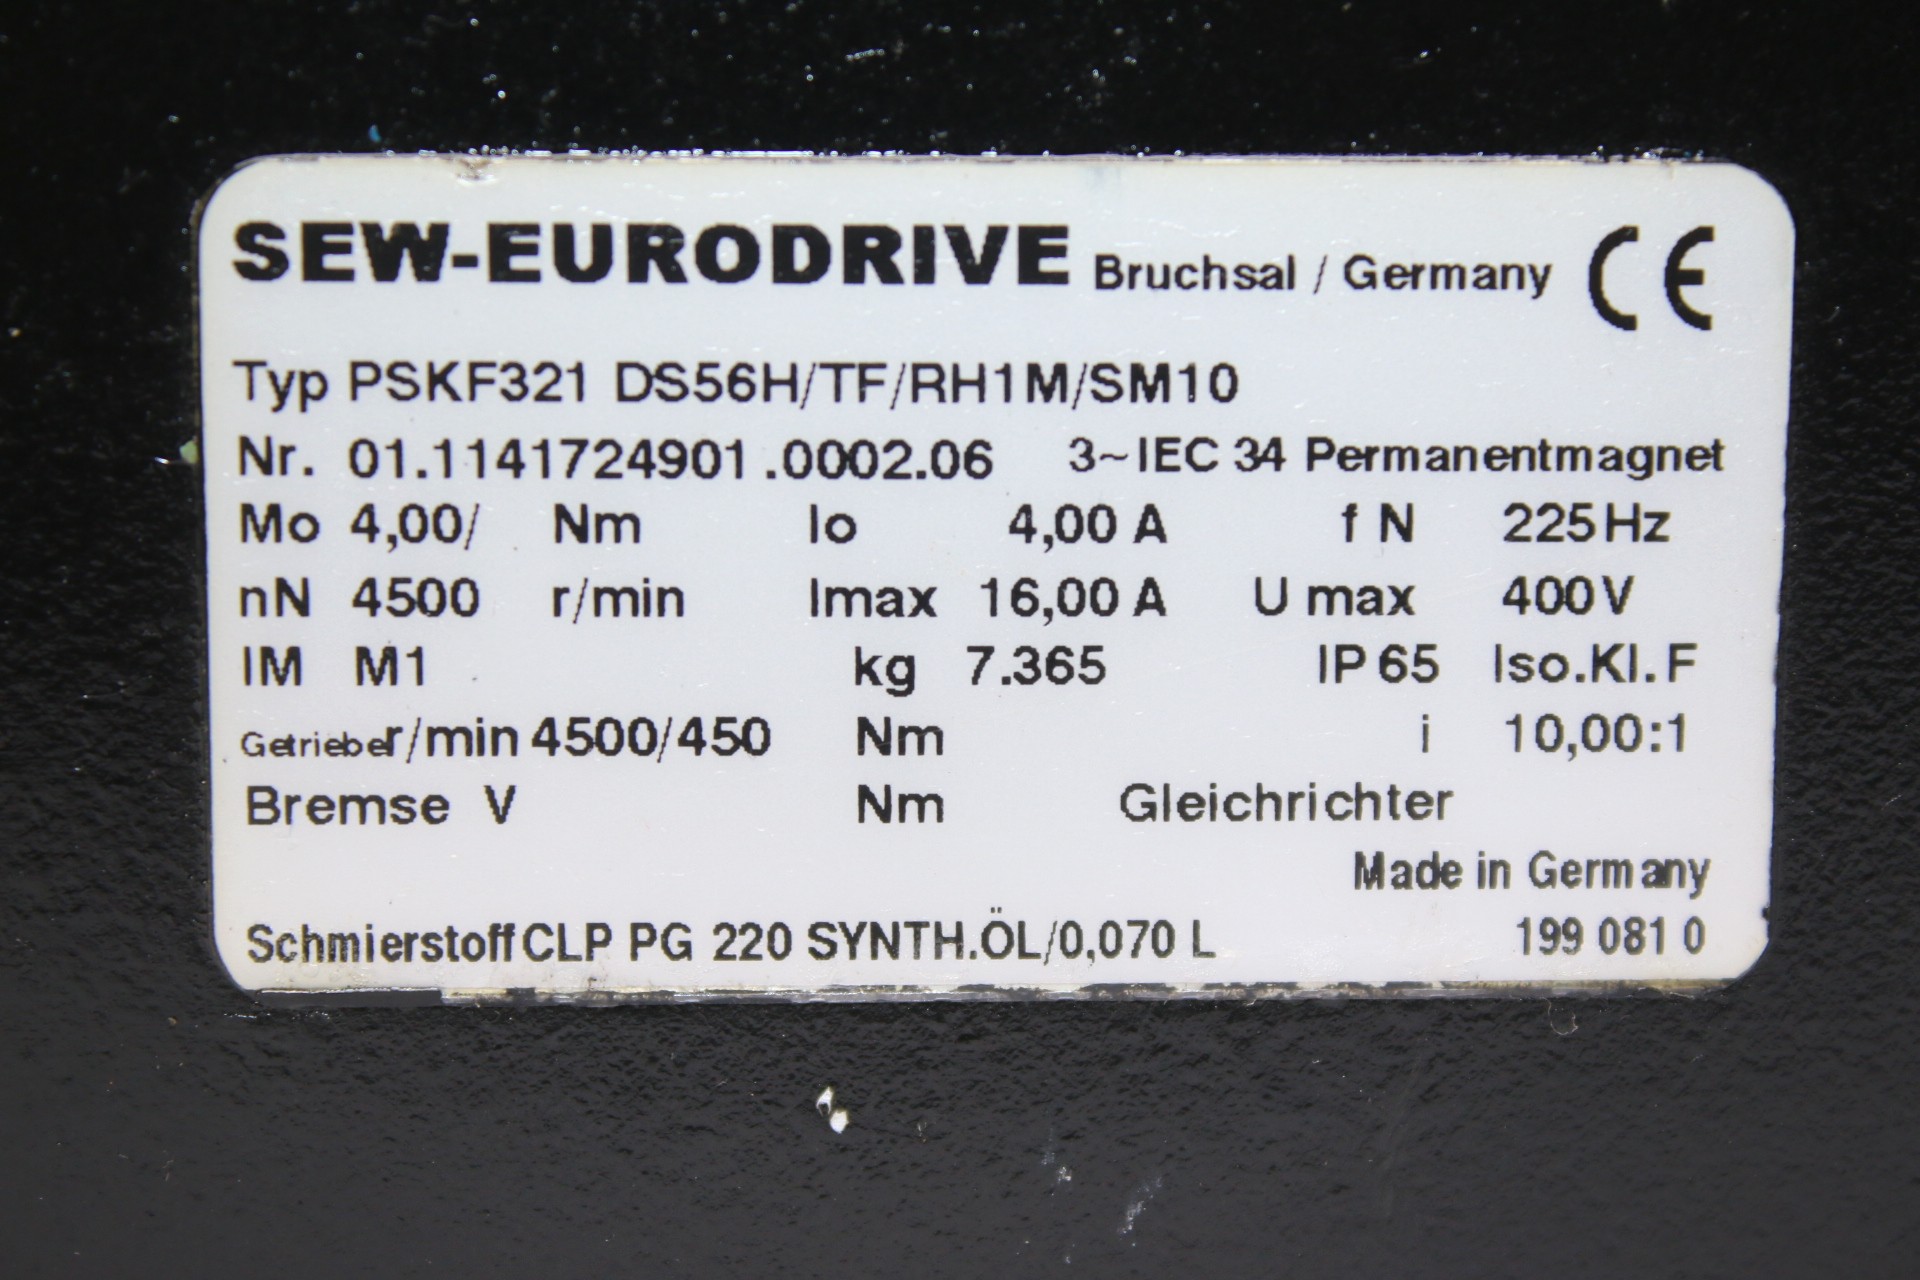 SEW-EURODRIVE Bruchsal / Germany CE
Typ PSKF321 DS56H/TF/RH1M/SM10
Nr. 01.1141724901.0002.06 3~IEC 34 Permanentmagnet
Mo 4,00/ Nm Io 4,00 A f N 225Hz
nN 4500 r/min Imax 16,00 A U max 400V
IM M1 kg 7.365 IP 65 Iso.Kl. F
Getriebe r/min 4500/450 Nm i 10,00:1
Bremse V Nm Gleichrichter
Made in Germany
Schmierstoff CLP PG 220 SYNTH.ÖL/0,070 L 199 081 0